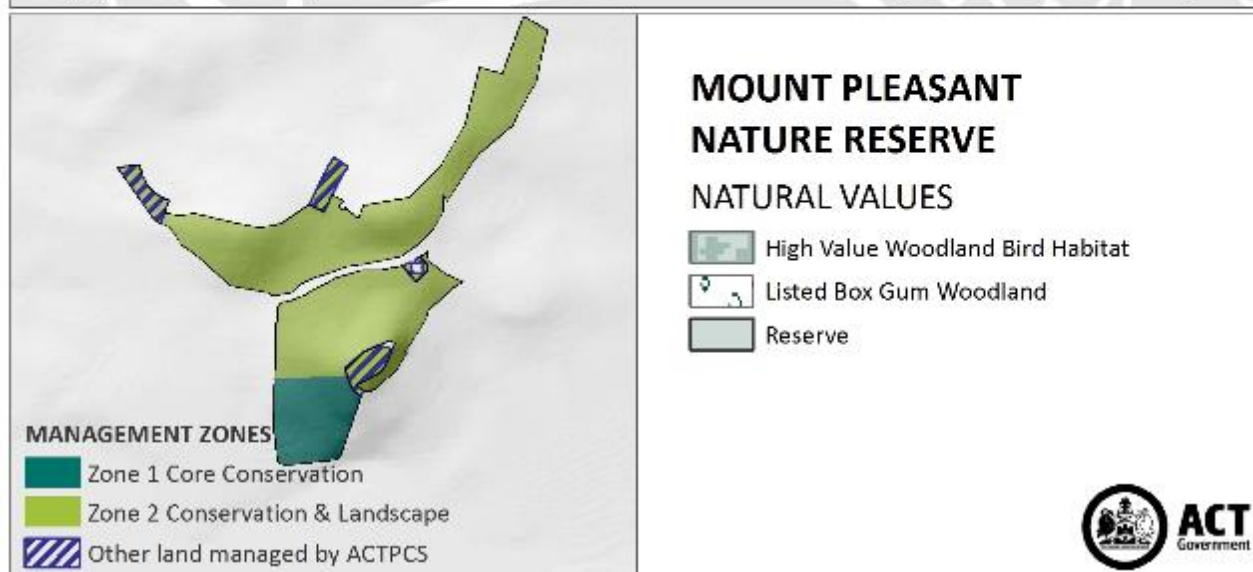 MOUNT PLEASANT
NATURE RESERVE
NATURAL VALUES
High Value Woodland Bird Habitat
Listed Box Gum Woodland
Reserve
MANAGEMENT ZONES
Zone 1 Core Conservation
Zone 2 Conservation & Landscape
Other land managed by ACTPCS
ACT
Government